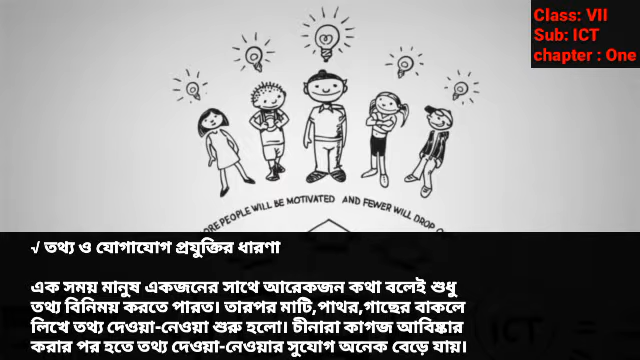 Class: VII
Sub: ICT
chapter : One
ORE PEOPLE WILL BE MOTIVATED AND FEWER WILL DROP O
√ তথ্য ও যোগাযোগ প্রযুক্তির ধারণা
এক সময় মানুষ একজনের সাথে আরেকজন কথা বলেই শুধু
তথ্য বিনিময় করতে পারত। তারপর মাটি,পাথর,গাছের বাকলে
লিখে তথ্য দেওয়া-নেওয়া শুরু হলো। চীনারা কাগজ আবিষ্কার
করার পর হতে তথ্য দেওয়া-নেওয়ার সুযোগ অনেক বেড়ে যায়।
ICT